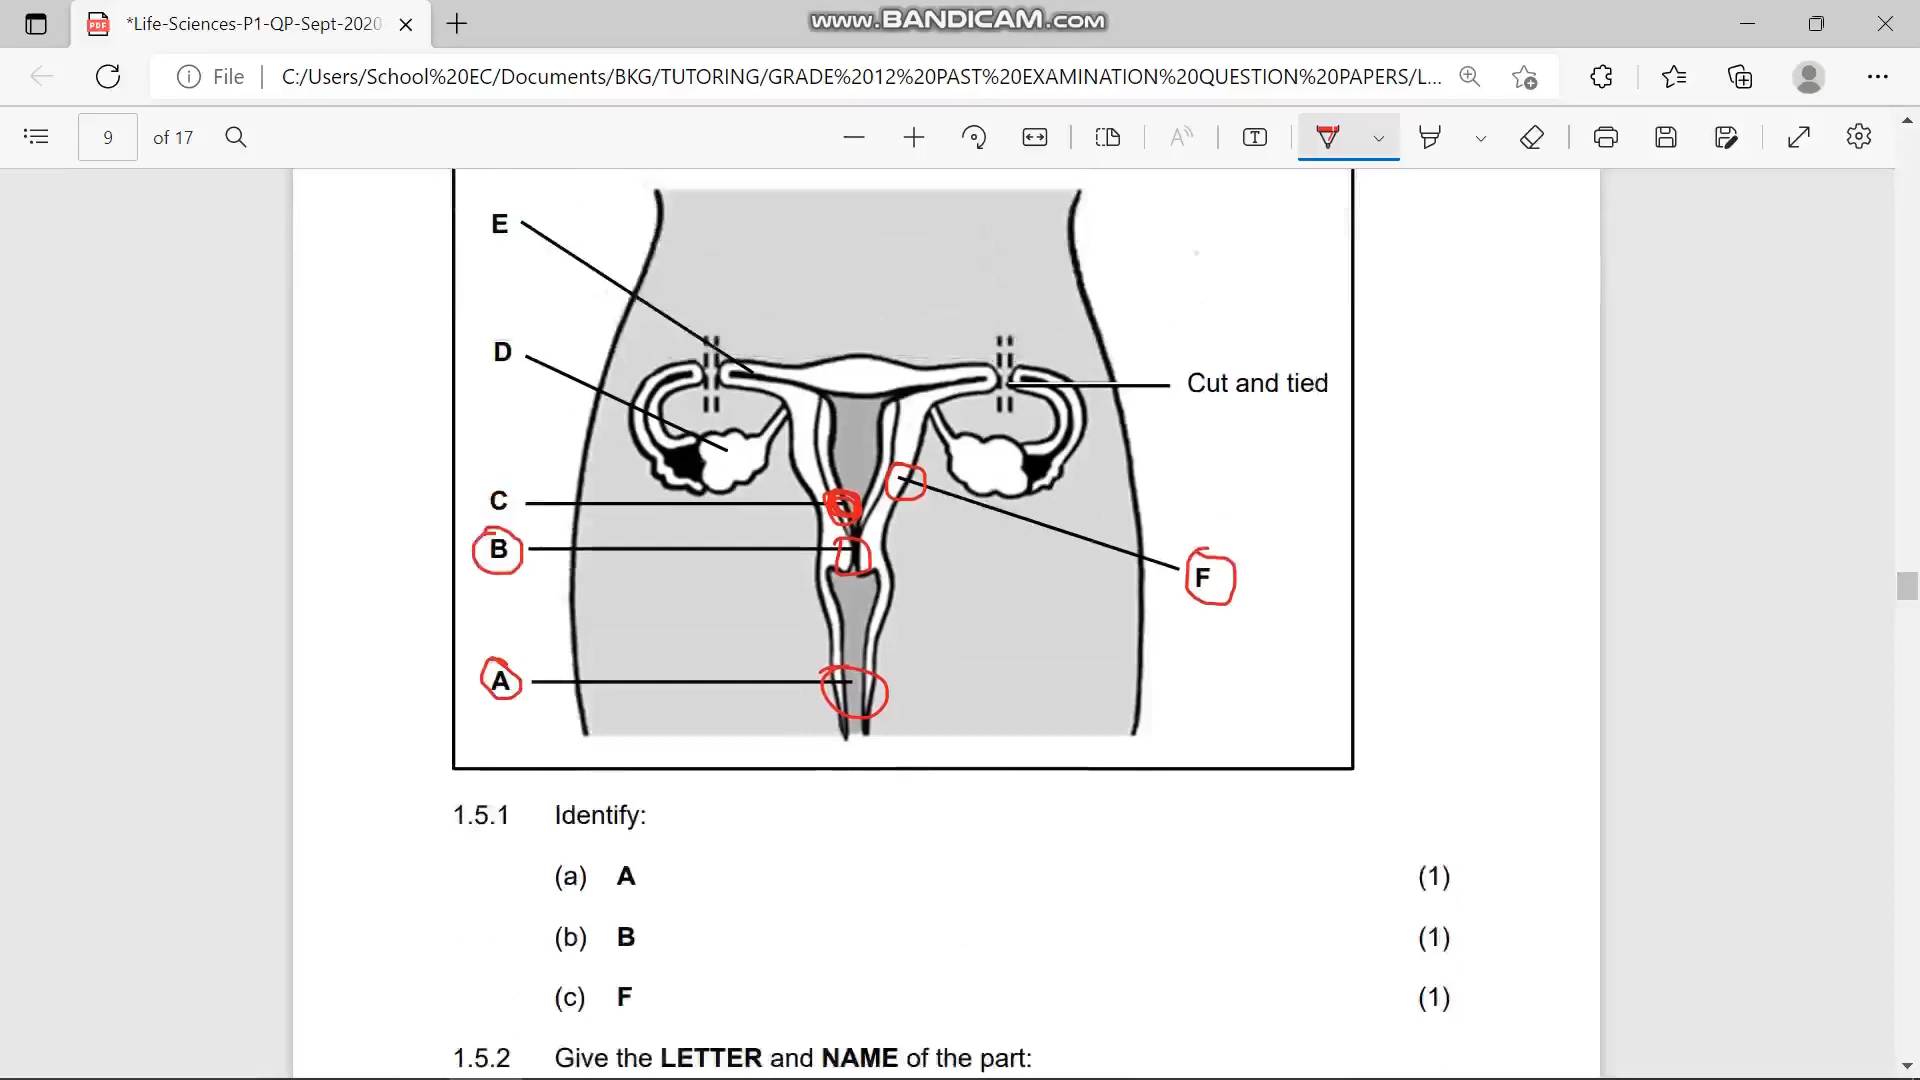 *Life-Sciences-P1-QP-Sept-2020
www.BANDICAM.com
File
C:/Users/School%20EC/Documents/BKG/TUTORING/GRADE%2012%20PAST%20EXAMINATION%20QUESTION%20PAPERS/L...
9 of 17
E
D
Cut and tied
C
B
F
A
1.5.1 Identify:
(a) A (1)
(b) B (1)
(c) F (1)
1.5.2 Give the LETTER and NAME of the part: